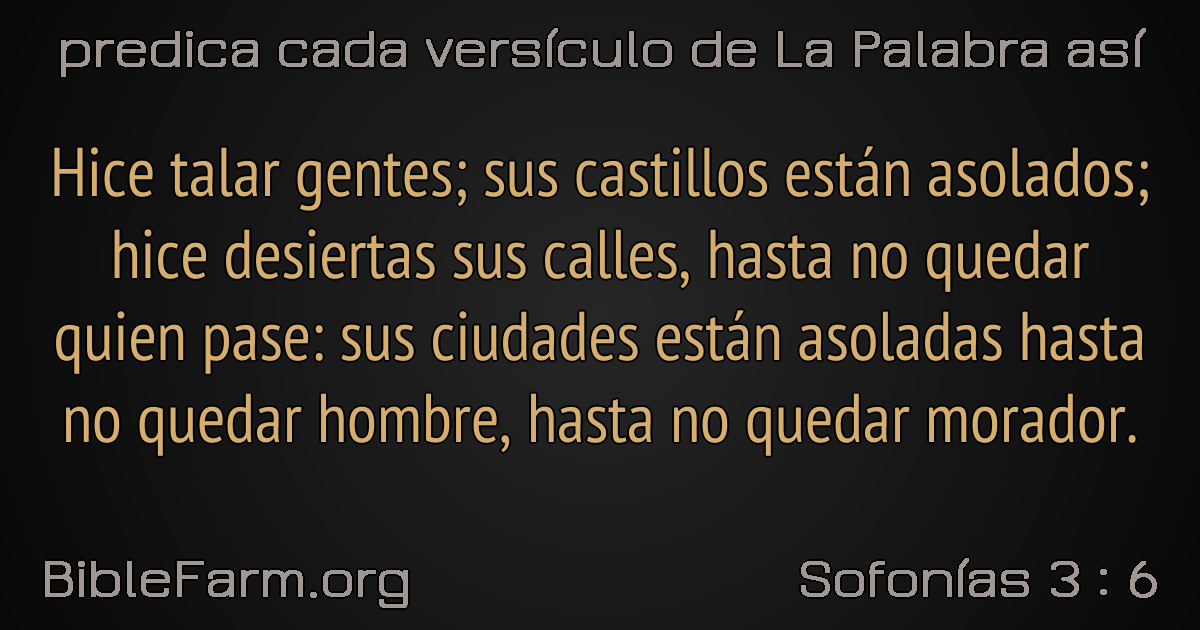 predica cada versículo de La Palabra así
Hice talar gentes; sus castillos están asolados;
hice desiertas sus calles, hasta no quedar
quien pase: sus ciudades están asoladas hasta
no quedar hombre, hasta no quedar morador.
BibleFarm.org
Sofonías 3 : 6